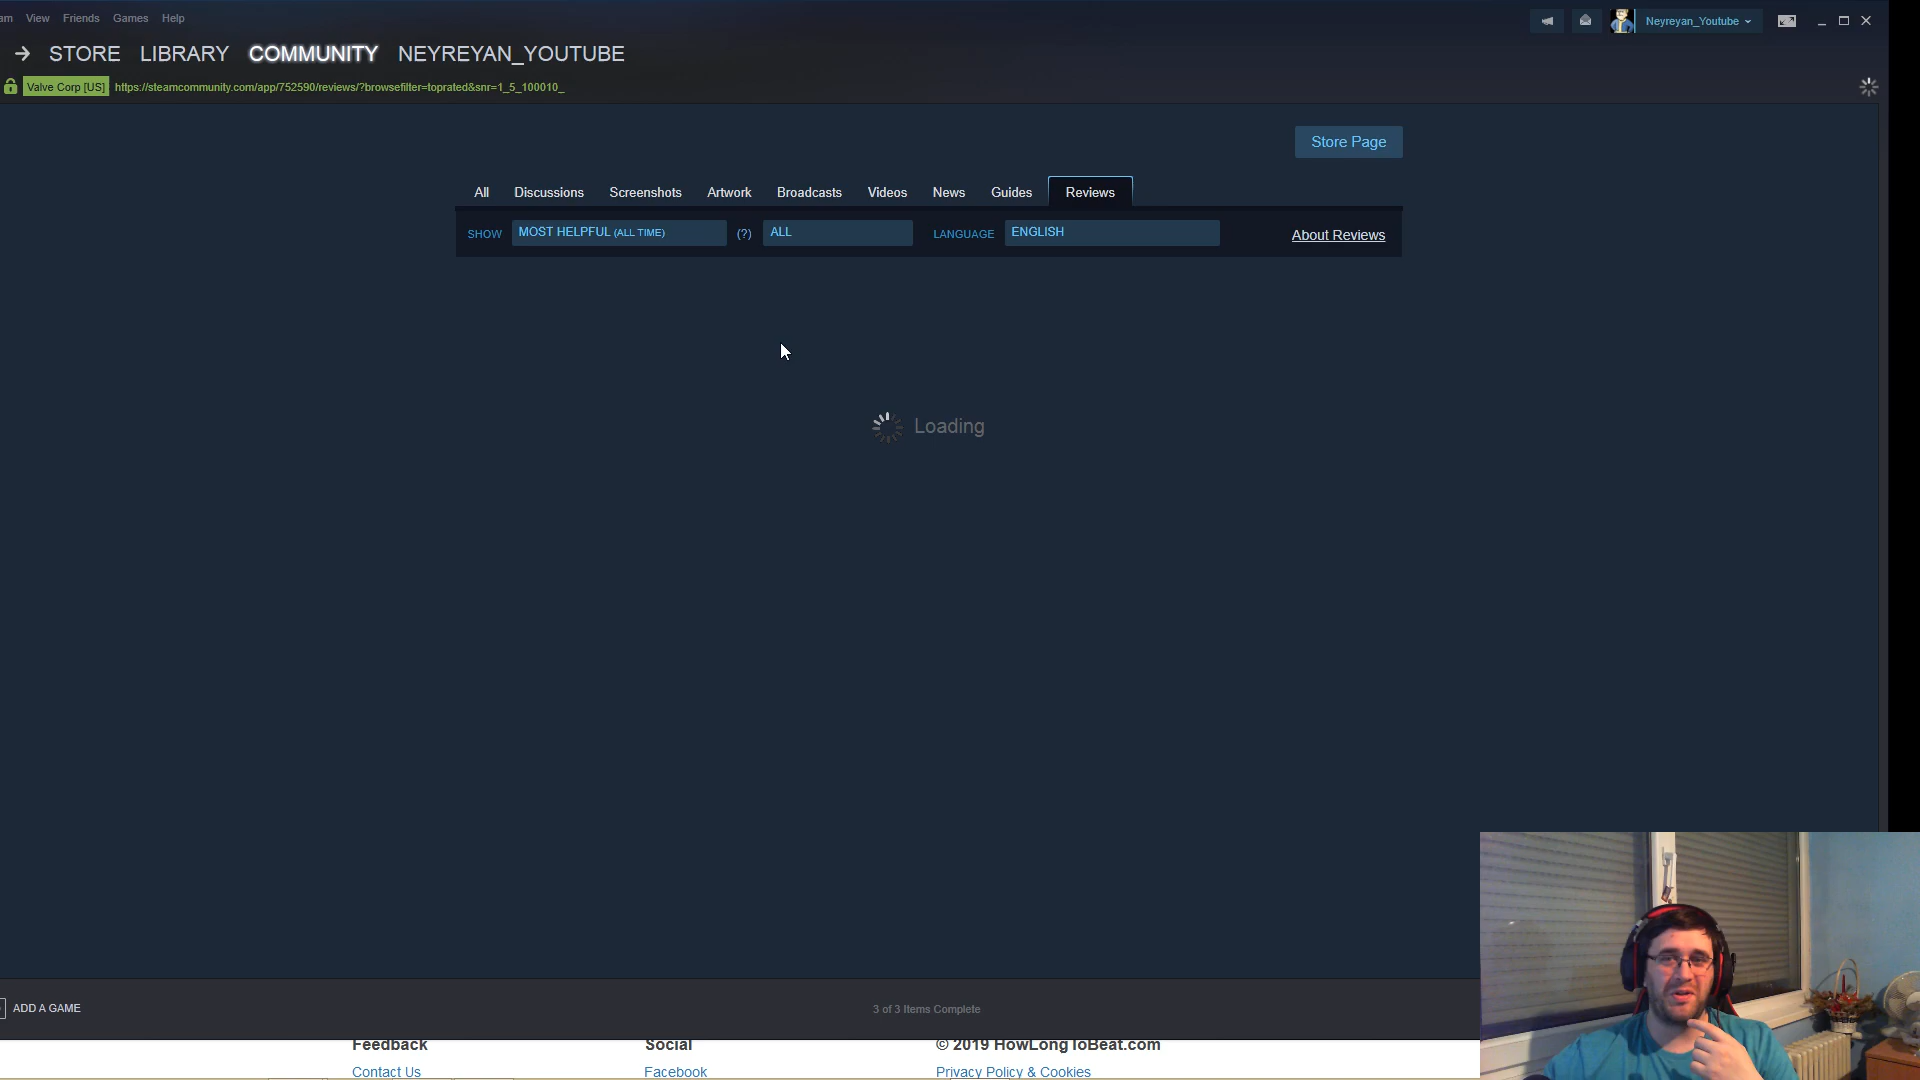 am View Friends Games Help
Neyreyan_Youtube
STORE LIBRARY COMMUNITY NEYREYAN_YOUTUBE
Valve Corp [US] https://steamcommunity.com/app/752590/reviews/?browsefilter=toprated&snr=1_5_100010_
Store Page
All Discussions Screenshots Artwork Broadcasts Videos News Guides Reviews
SHOW MOST HELPFUL (ALL TIME) (?) ALL LANGUAGE ENGLISH About Reviews
Loading
ADD A GAME
3 of 3 Items Complete
Feedback Social © 2019 HowLongToBeat.com
Contact Us Facebook Privacy Policy & Cookies